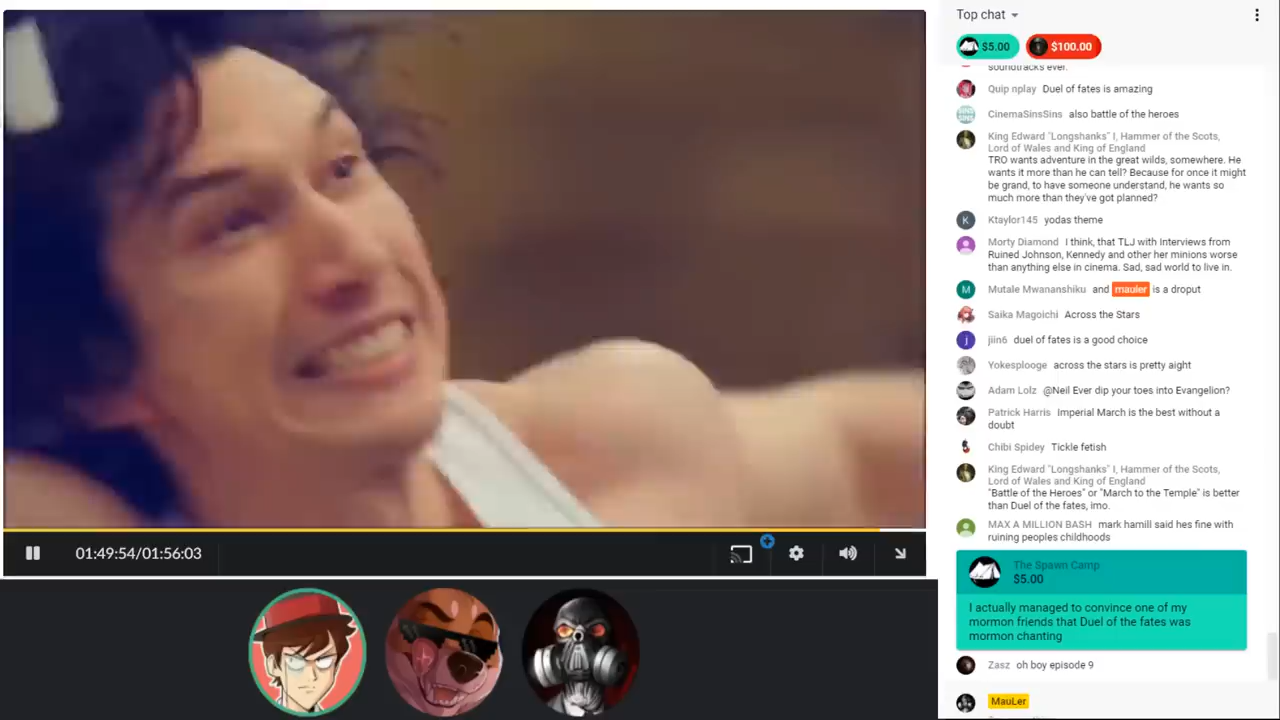 Top chat
$5.00 $100.00
soundtracks ever.
Quip nplay Duel of fates is amazing
CinemaSinsSins also battle of the heroes
King Edward "Longshanks" I, Hammer of the Scots,
Lord of Wales and King of England
TRO wants adventure in the great wilds, somewhere. He
wants it more than he can tell? Because for once it might
be grand, to have someone understand, he wants so
much more than they've got planned?
K Ktaylor145 yodas theme
Morty Diamond I think, that TLJ with Interviews from
Ruined Johnson, Kennedy and other her minions worse
than anything else in cinema. Sad, sad world to live in.
M Mutale Mwananshiku and mauler is a droput
Saika Magoichi Across the Stars
j jiin6 duel of fates is a good choice
Yokesplooge across the stars is pretty aight
Adam Lolz @Neil Ever dip your toes into Evangelion?
Patrick Harris Imperial March is the best without a
doubt
Chibi Spidey Tickle fetish
King Edward "Longshanks" I, Hammer of the Scots,
Lord of Wales and King of England
"Battle of the Heroes" or "March to the Temple" is better
than Duel of the fates, imo.
MAX A MILLION BASH mark hamill said hes fine with
ruining peoples childhoods
The Spawn Camp
$5.00
I actually managed to convince one of my
mormon friends that Duel of the fates was
mormon chanting
Zasz oh boy episode 9
MauLer
01:49:54/01:56:03